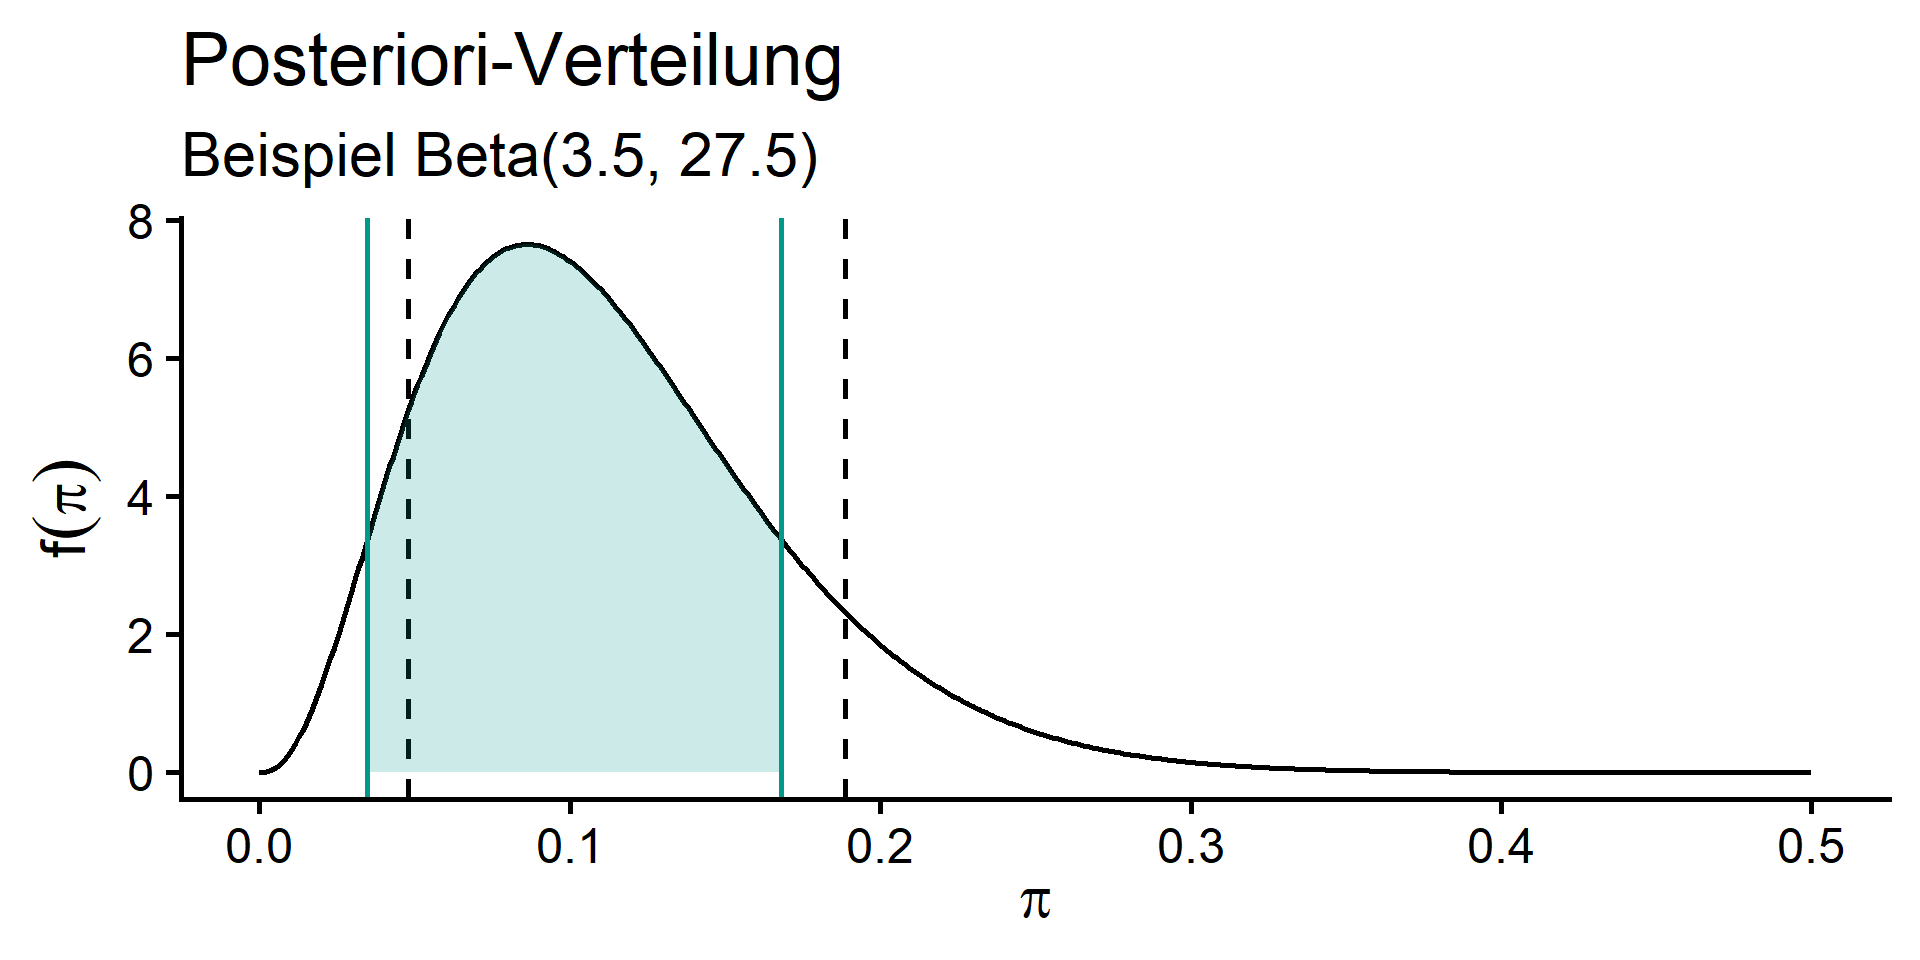 Posteriori-Verteilung
Beispiel Beta(3.5, 27.5)
8
6
4
2
0
f(π)
0.0 0.1 0.2 0.3 0.4 0.5
π